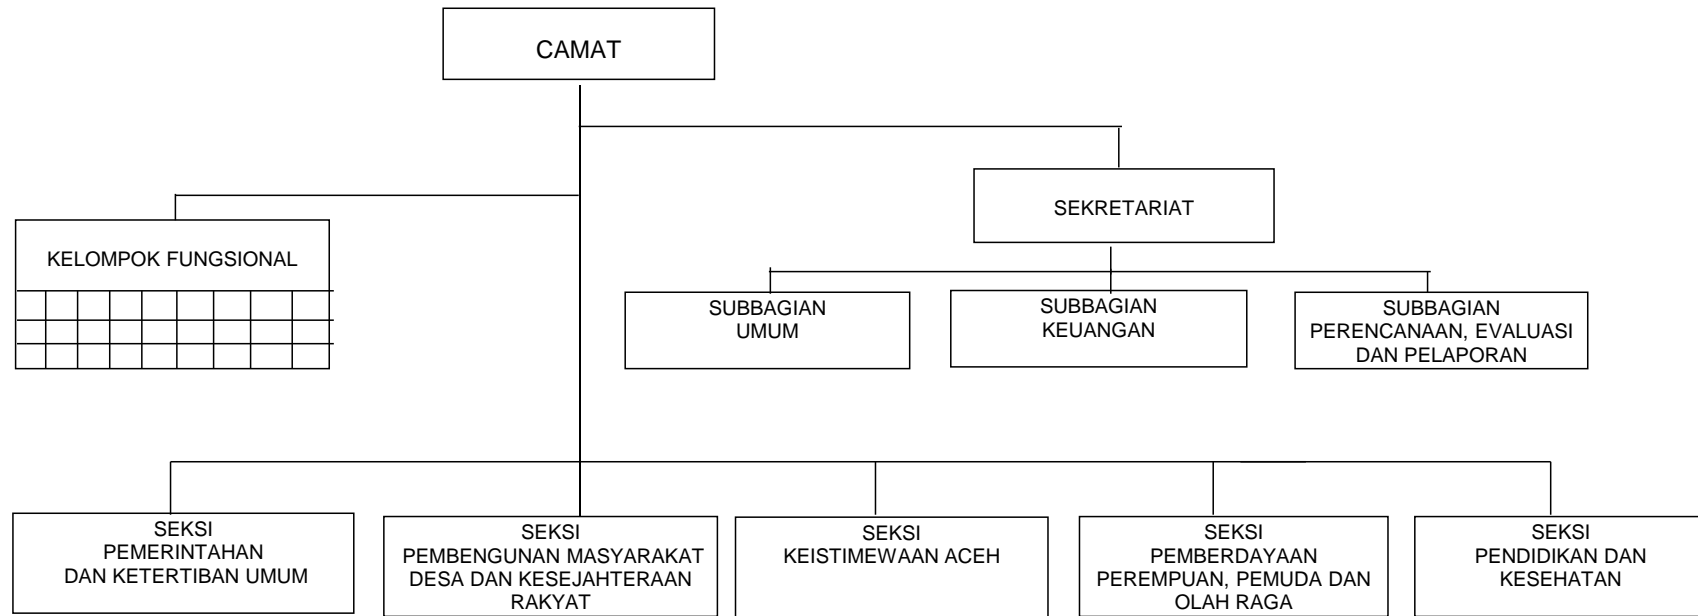 CAMAT
SEKRETARIAT
KELOMPOK FUNGSIONAL
SUBBAGIAN
UMUM
SUBBAGIAN
KEUANGAN
SUBBAGIAN
PERENCANAAN, EVALUASI
DAN PELAPORAN
SEKSI
PEMERINTAHAN
DAN KETERTIBAN UMUM
SEKSI
PEMBENGUNAN MASYARAKAT
DESA DAN KESEJAHTERAAN
RAKYAT
SEKSI
KEISTIMEWAAN ACEH
SEKSI
PEMBERDAYAAN
PEREMPUAN, PEMUDA DAN
OLAH RAGA
SEKSI
PENDIDIKAN DAN
KESEHATAN